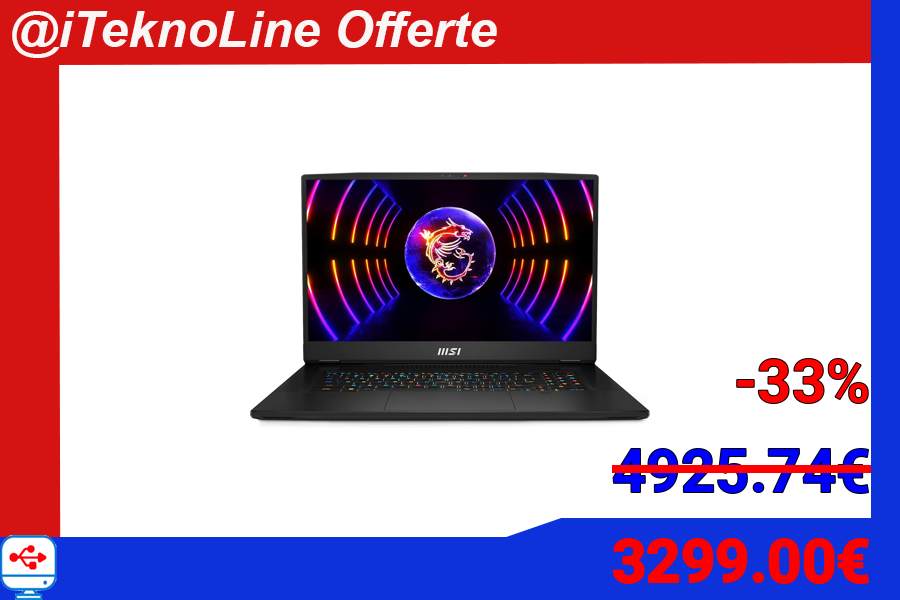 @iTeknoLine Offerte
msi
-33%
4925.74€
3299.00€